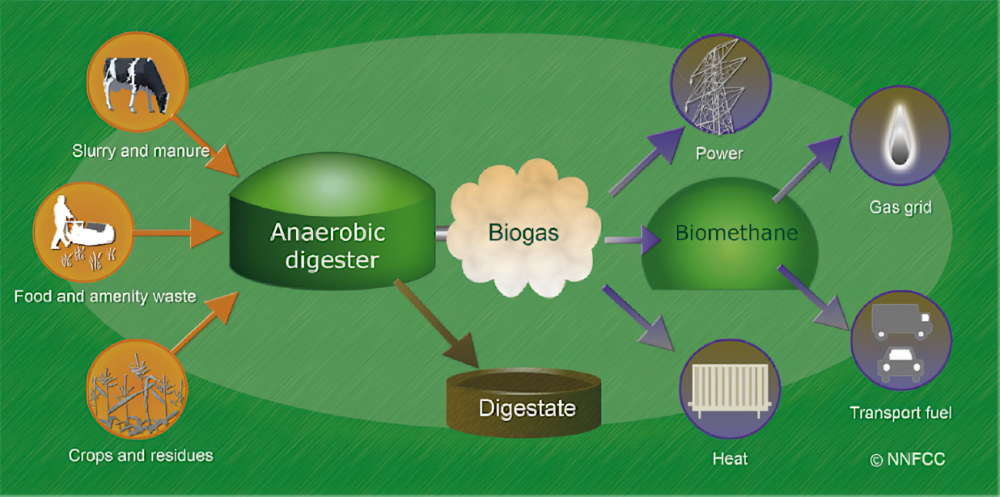 Slurry and manure
Food and amenity waste
Crops and residues
Anaerobic
digester
Biogas
Digestate
Power
Biomethane
Heat
Gas grid
Transport fuel
© NNFCC